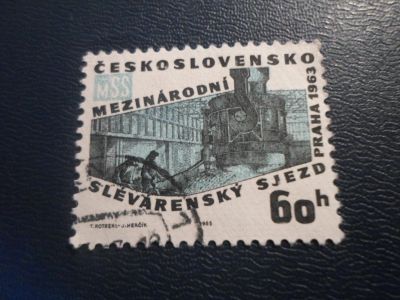 ČESKOSLOVENSKO
MSS
MEZINÁRODNÍ
SLÉVÁRENSKÝ SJEZD
PRAHA 1963
60h